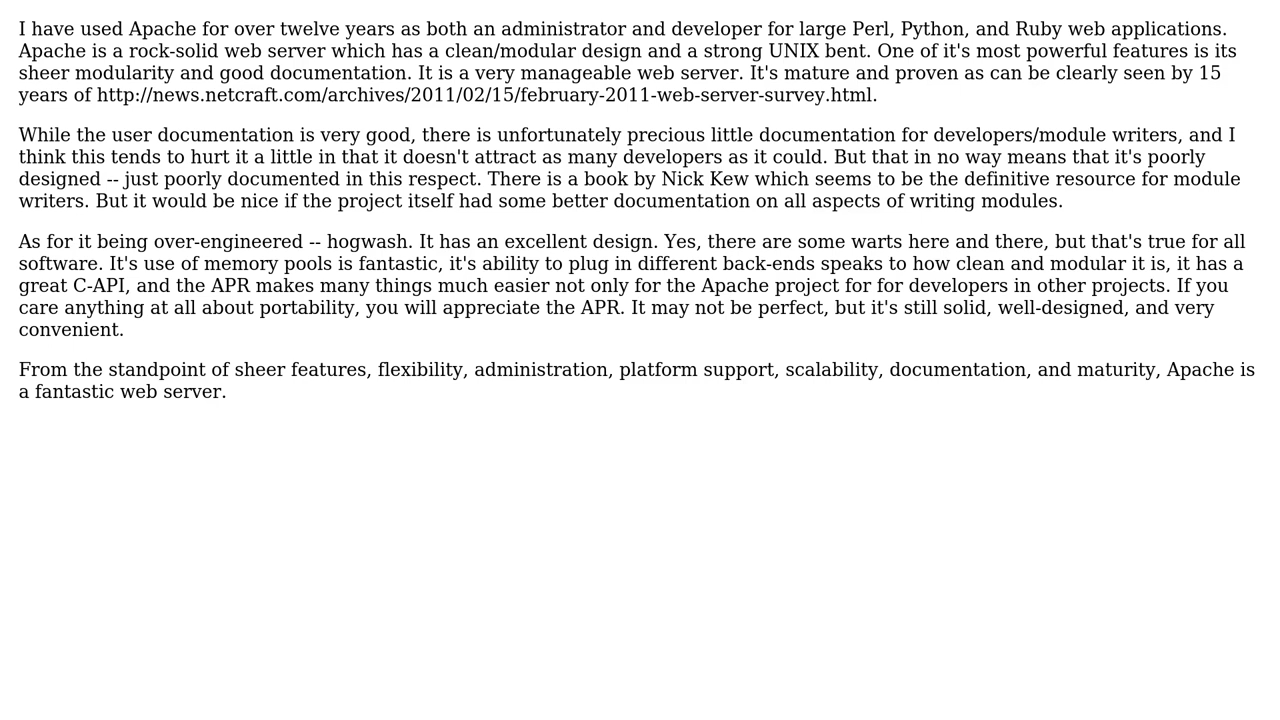 I have used Apache for over twelve years as both an administrator and developer for large Perl, Python, and Ruby web applications.
Apache is a rock-solid web server which has a clean/modular design and a strong UNIX bent. One of it's most powerful features is its
sheer modularity and good documentation. It is a very manageable web server. It's mature and proven as can be clearly seen by 15
years of http://news.netcraft.com/archives/2011/02/15/february-2011-web-server-survey.html.
While the user documentation is very good, there is unfortunately precious little documentation for developers/module writers, and I
think this tends to hurt it a little in that it doesn't attract as many developers as it could. But that in no way means that it's poorly
designed -- just poorly documented in this respect. There is a book by Nick Kew which seems to be the definitive resource for module
writers. But it would be nice if the project itself had some better documentation on all aspects of writing modules.
As for it being over-engineered -- hogwash. It has an excellent design. Yes, there are some warts here and there, but that's true for all
software. It's use of memory pools is fantastic, it's ability to plug in different back-ends speaks to how clean and modular it is, it has a
great C-API, and the APR makes many things much easier not only for the Apache project for for developers in other projects. If you
care anything at all about portability, you will appreciate the APR. It may not be perfect, but it's still solid, well-designed, and very
convenient.
From the standpoint of sheer features, flexibility, administration, platform support, scalability, documentation, and maturity, Apache is
a fantastic web server.